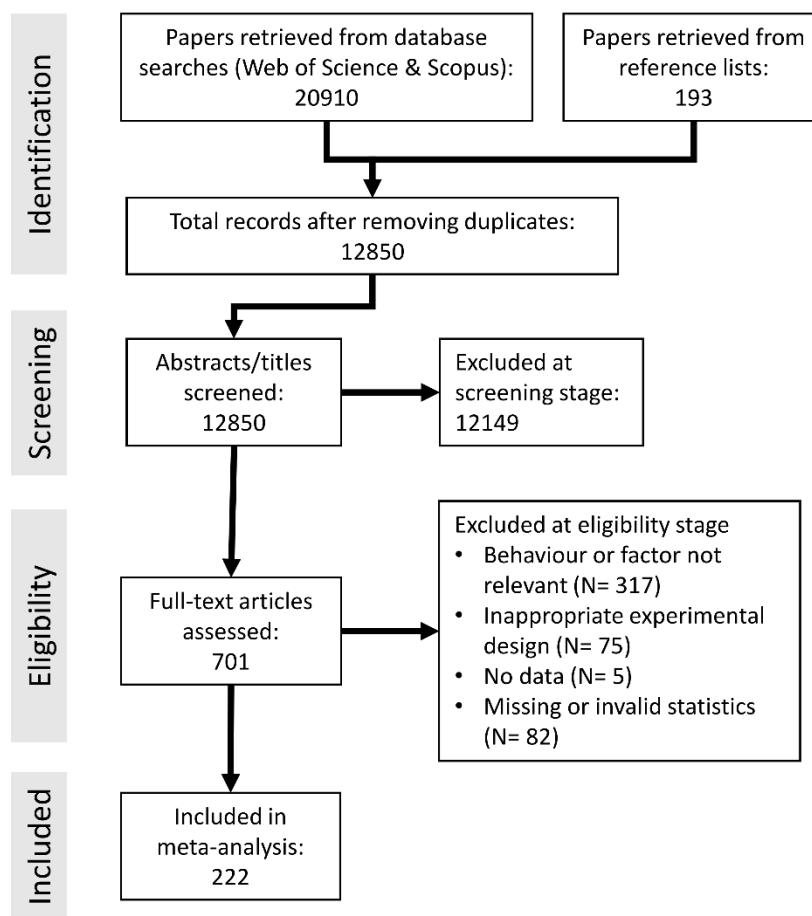 Identification
Papers retrieved from database
searches (Web of Science & Scopus):
20910
Papers retrieved from
reference lists:
193
Total records after removing duplicates:
12850
Screening
Abstracts/titles
screened:
12850
Excluded at
screening stage:
12149
Eligibility
Full-text articles
assessed:
701
Excluded at eligibility stage
• Behaviour or factor not
relevant (N= 317)
• Inappropriate experimental
design (N= 75)
• No data (N= 5)
• Missing or invalid statistics
(N= 82)
Included
Included in
meta-analysis:
222